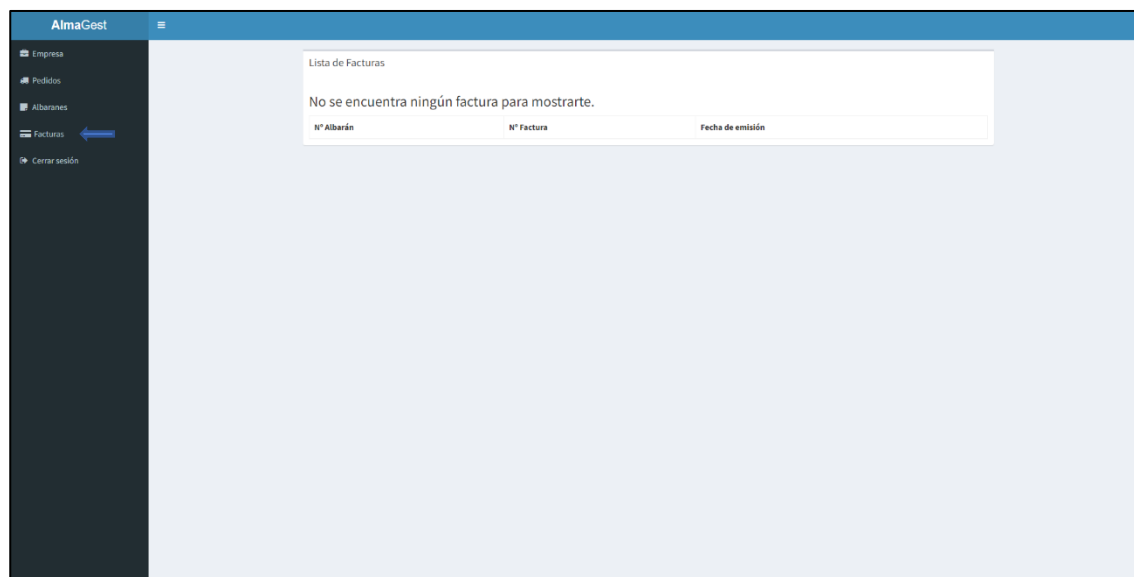 AlmaGest
Empresa
Pedidos
Albaranes
Facturas
Cerrar sesión
Lista de Facturas
No se encuentra ningún factura para mostrarte.
Nº Albarán Nº Factura Fecha de emisión